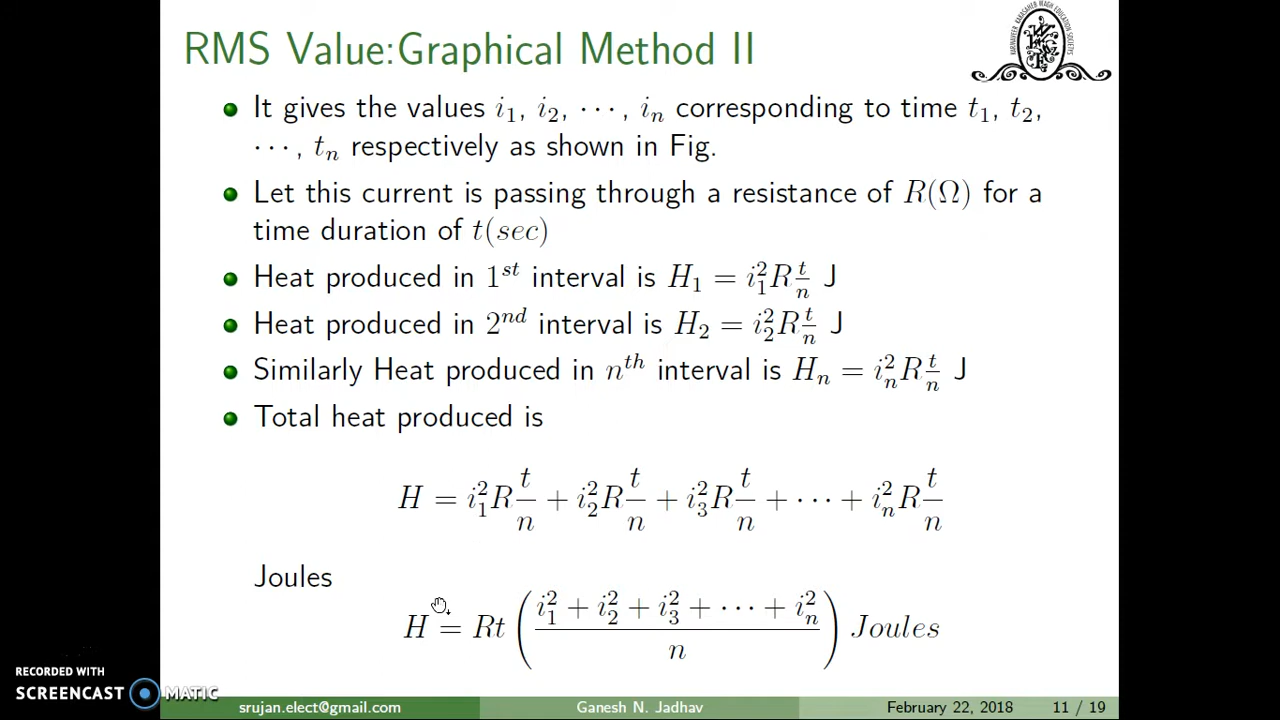 RMS Value:Graphical Method II
It gives the values i₁, i₂, ⋯, iₙ corresponding to time t₁, t₂,
⋯, tₙ respectively as shown in Fig.
Let this current is passing through a resistance of R(Ω) for a
time duration of t(sec)
Heat produced in 1ˢᵗ interval is H₁ = i₁²R t/n J
Heat produced in 2ⁿᵈ interval is H₂ = i₂²R t/n J
Similarly Heat produced in nᵗʰ interval is Hₙ = iₙ²R t/n J
Total heat produced is
H = i₁²R t/n + i₂²R t/n + i₃²R t/n + ⋯ + iₙ²R t/n
Joules
H = Rt ( (i₁² + i₂² + i₃² + ⋯ + iₙ²) / n ) Joules
RECORDED WITH
SCREENCAST MATIC
srujan.elect@gmail.com Ganesh N. Jadhav February 22, 2018 11 / 19